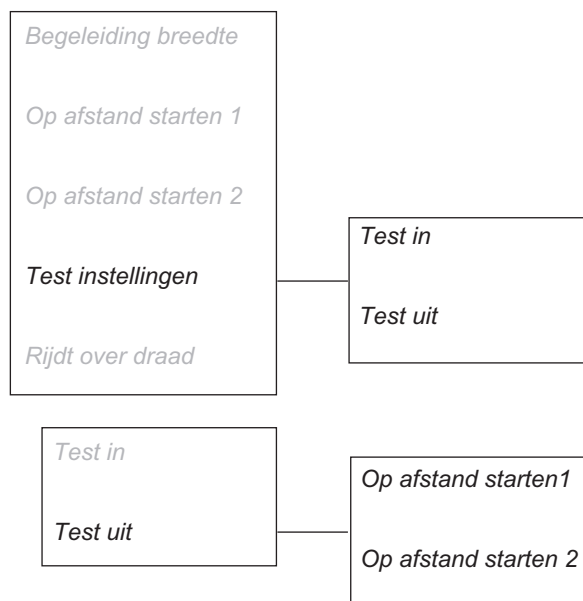 Begeleiding breedte
Op afstand starten 1
Op afstand starten 2
Test instellingen
Rijdt over draad
Test in
Test uit
Test in
Test uit
Op afstand starten1
Op afstand starten 2